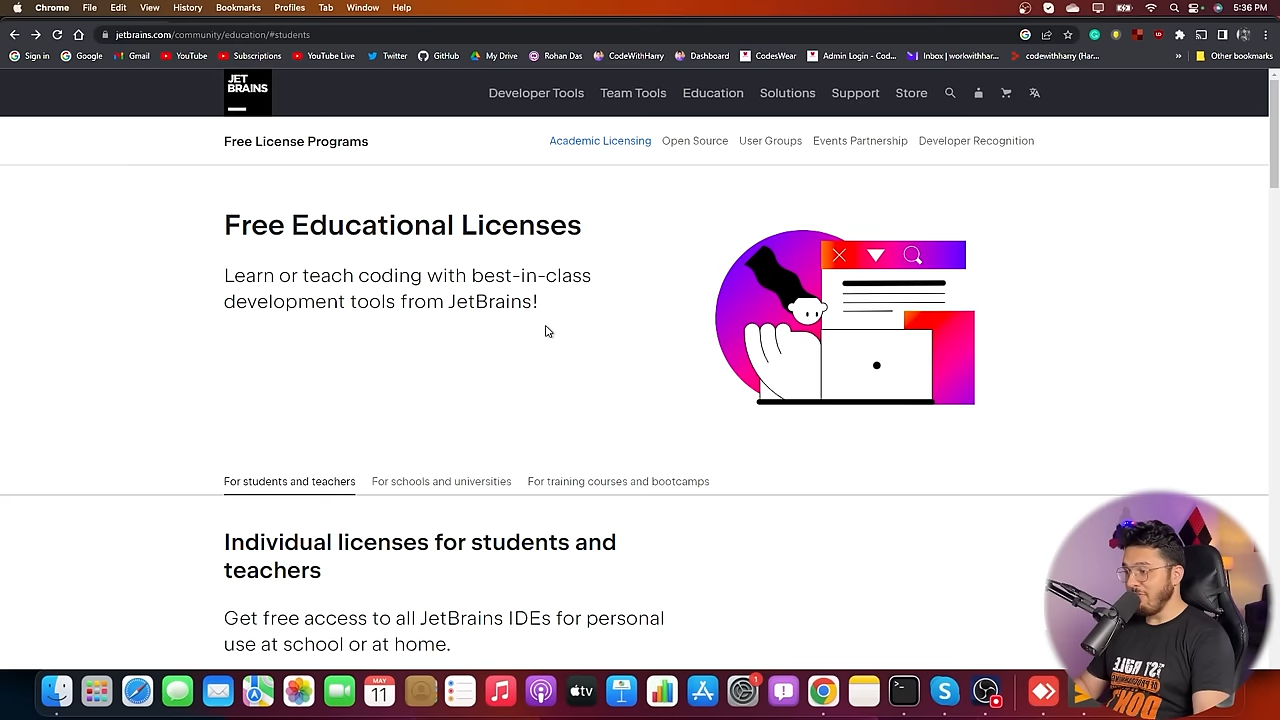 Chrome File Edit View History Bookmarks Profiles Tab Window Help 5:36 PM
jetbrains.com/community/education/#students
Sign in Google Gmail YouTube Subscriptions YouTube Live Twitter GitHub My Drive Rohan Das CodeWithHarry Dashboard CodesWear Admin Login - Cod... Inbox | workwithhar... codewithharry (Har... » Other bookmarks
JET
BRAINS
Developer Tools Team Tools Education Solutions Support Store
Free License Programs Academic Licensing Open Source User Groups Events Partnership Developer Recognition
Free Educational Licenses
Learn or teach coding with best-in-class
development tools from JetBrains!
For students and teachers For schools and universities For training courses and bootcamps
Individual licenses for students and
teachers
Get free access to all JetBrains IDEs for personal
use at school or at home.
MAY
11
tv
1